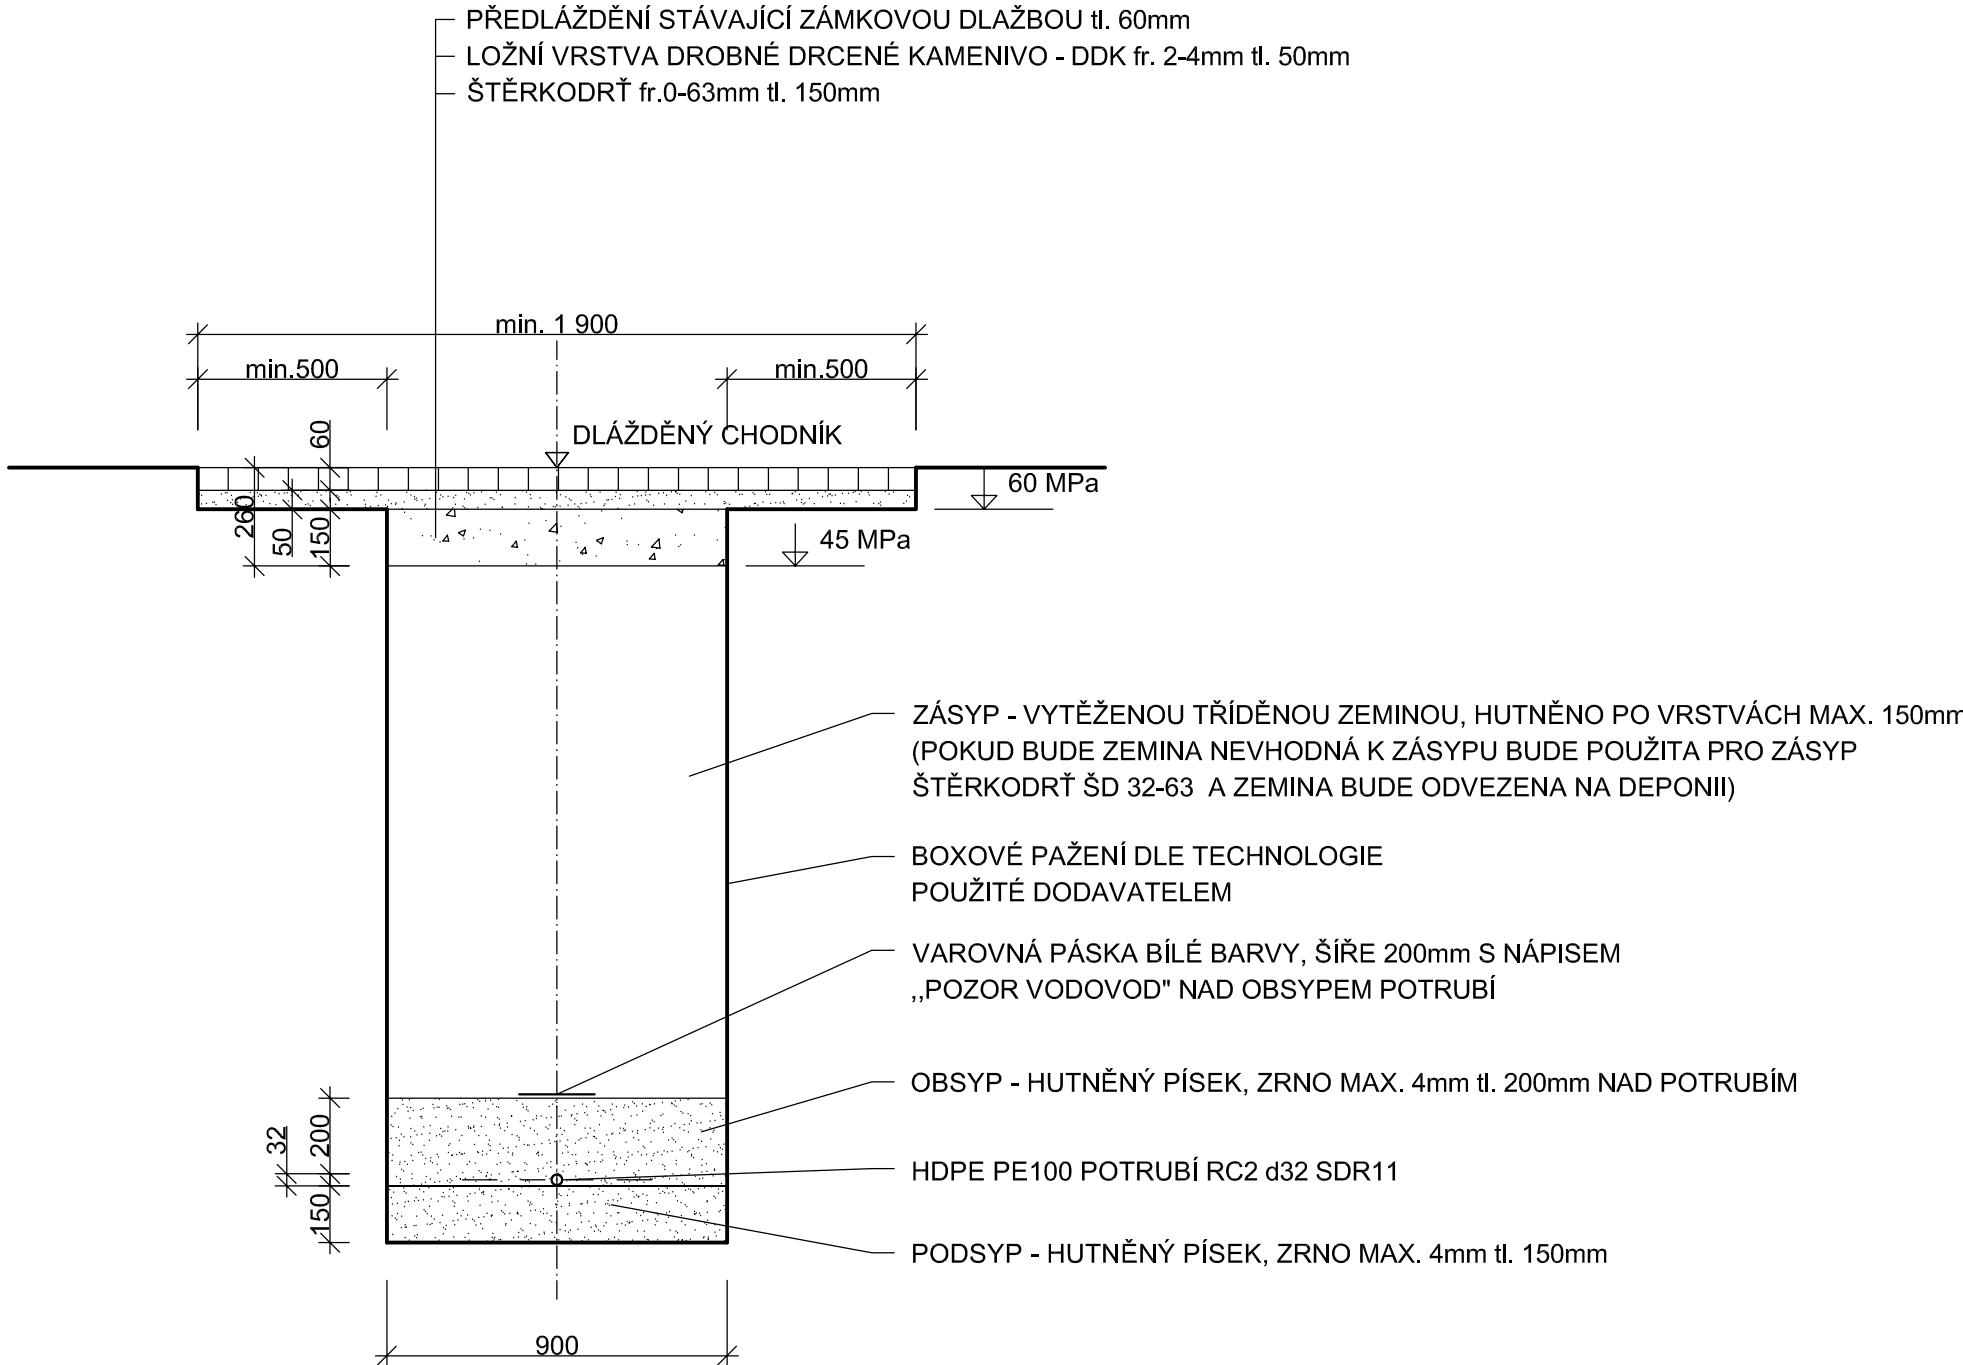 PŘEDLÁŽDĚNÍ STÁVAJÍCÍ ZÁMKOVOU DLAŽBOU tl. 60mm
LOŽNÍ VRSTVA DROBNÉ DRCENÉ KAMENIVO - DDK fr. 2-4mm tl. 50mm
ŠTĚRKODRŤ fr.0-63mm tl. 150mm
min. 1 900
min.500
min.500
DLÁŽDĚNÝ CHODNÍK
60
260
50
150
60 MPa
45 MPa
ZÁSYP - VYTĚŽENOU TŘÍDĚNOU ZEMINOU, HUTNĚNO PO VRSTVÁCH MAX. 150mm
(POKUD BUDE ZEMINA NEVHODNÁ K ZÁSYPU BUDE POUŽITA PRO ZÁSYP
ŠTĚRKODRŤ ŠD 32-63 A ZEMINA BUDE ODVEZENA NA DEPONII)
BOXOVÉ PAŽENÍ DLE TECHNOLOGIE
POUŽITÉ DODAVATELEM
VAROVNÁ PÁSKA BÍLÉ BARVY, ŠÍŘE 200mm S NÁPISEM
,,POZOR VODOVOD" NAD OBSYPEM POTRUBÍ
OBSYP - HUTNĚNÝ PÍSEK, ZRNO MAX. 4mm tl. 200mm NAD POTRUBÍM
32
200
150
HDPE PE100 POTRUBÍ RC2 d32 SDR11
PODSYP - HUTNĚNÝ PÍSEK, ZRNO MAX. 4mm tl. 150mm
900